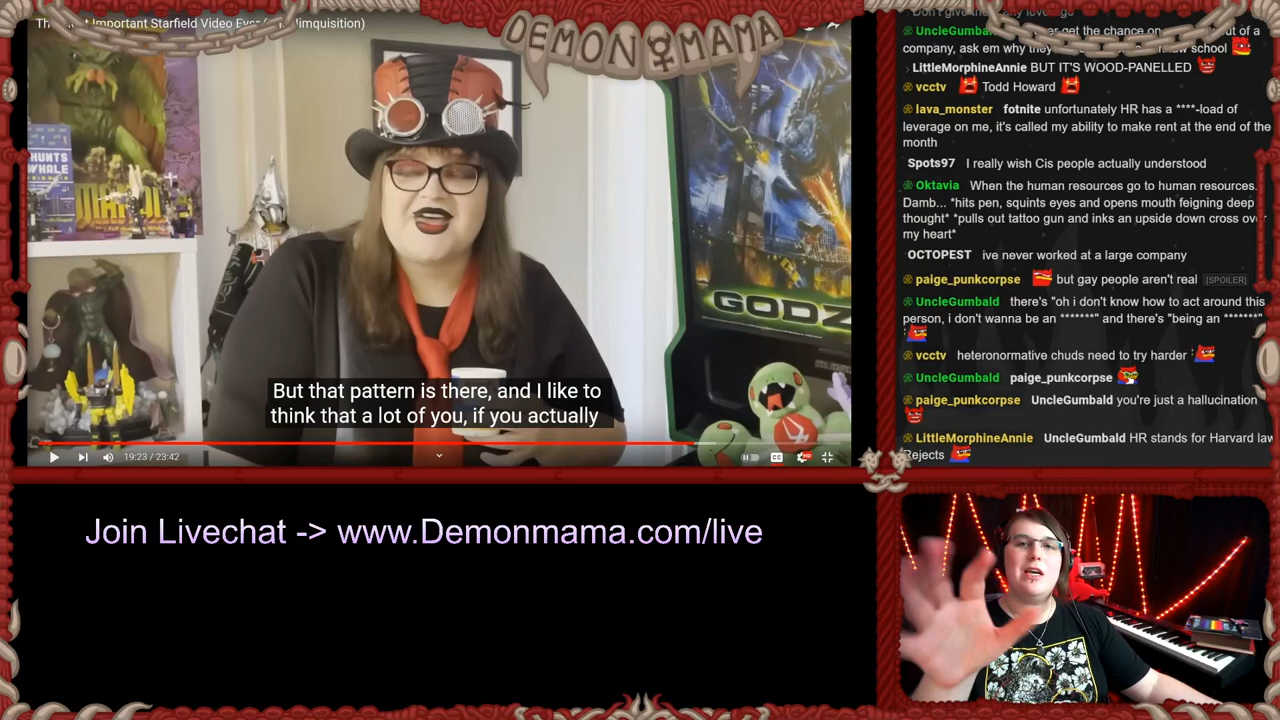 Important Starfield Video Ever
imquisition)
DEMON MAMA
HUNTS
WHALE
GODZ
But that pattern is there, and I like to
think that a lot of you, if you actually
19:23 / 23:42
CC
HD
Join Livechat -> www.Demonmama.com/live
UncleGumba
er get the chance on
ut of a
company, ask em why they
w school
LittleMorphineAnnie BUT IT'S WOOD-PANELLED
vcctv Todd Howard
lava_monster fotnite unfortunately HR has a ****-load of
leverage on me, it's called my ability to make rent at the end of the
month
Spots97 I really wish Cis people actually understood
Oktavia When the human resources go to human resources.
Damb... *hits pen, squints eyes and opens mouth feigning deep
thought* *pulls out tattoo gun and inks an upside down cross over
my heart*
OCTOPEST ive never worked at a large company
paige_punkcorpse but gay people aren't real [SPOILER]
UncleGumbald there's "oh i don't know how to act around this
person, i don't wanna be an *******" and there's "being an *******"
vcctv heteronormative chuds need to try harder
UncleGumbald paige_punkcorpse
paige_punkcorpse UncleGumbald you're just a hallucination
LittleMorphineAnnie UncleGumbald HR stands for Harvard law
Rejects